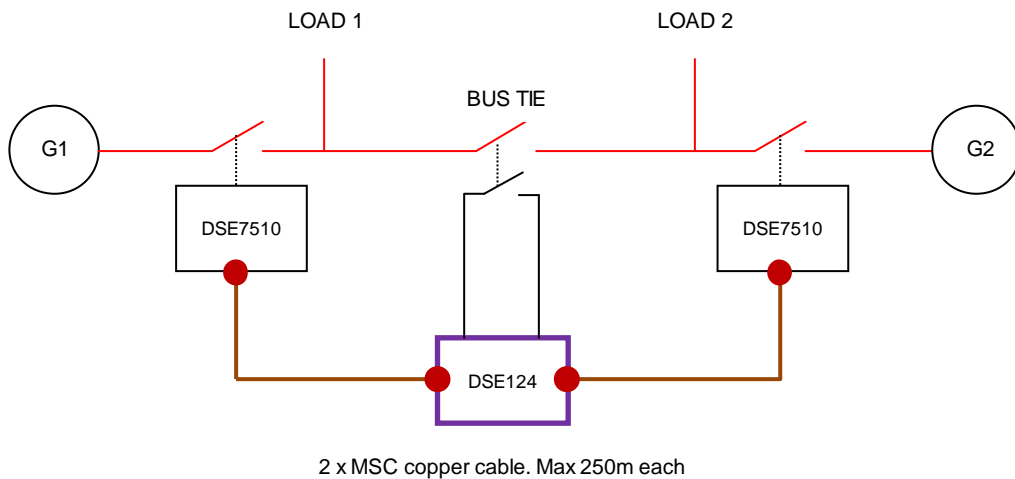 LOAD 1
LOAD 2
BUS TIE
G1
G2
DSE7510
DSE7510
DSE124
2 x MSC copper cable. Max 250m each